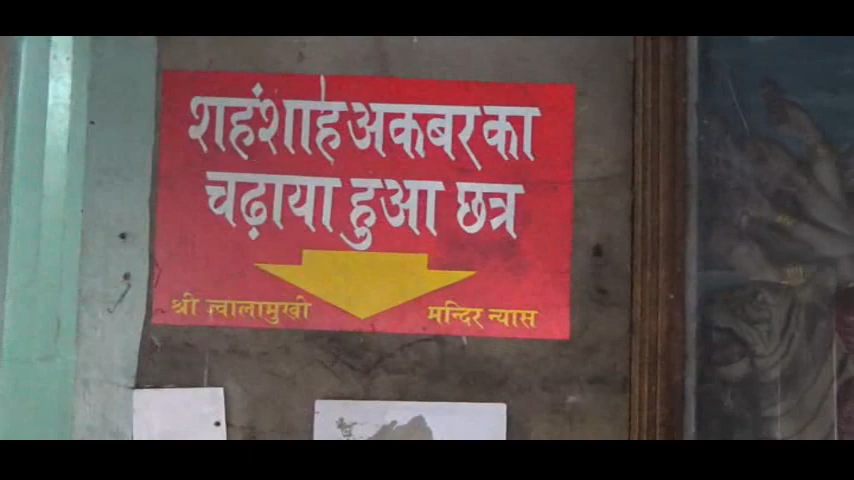 शहंशाह अकबर का
चढ़ाया हुआ छत्र
श्री ज्वालामुखी मन्दिर न्यास